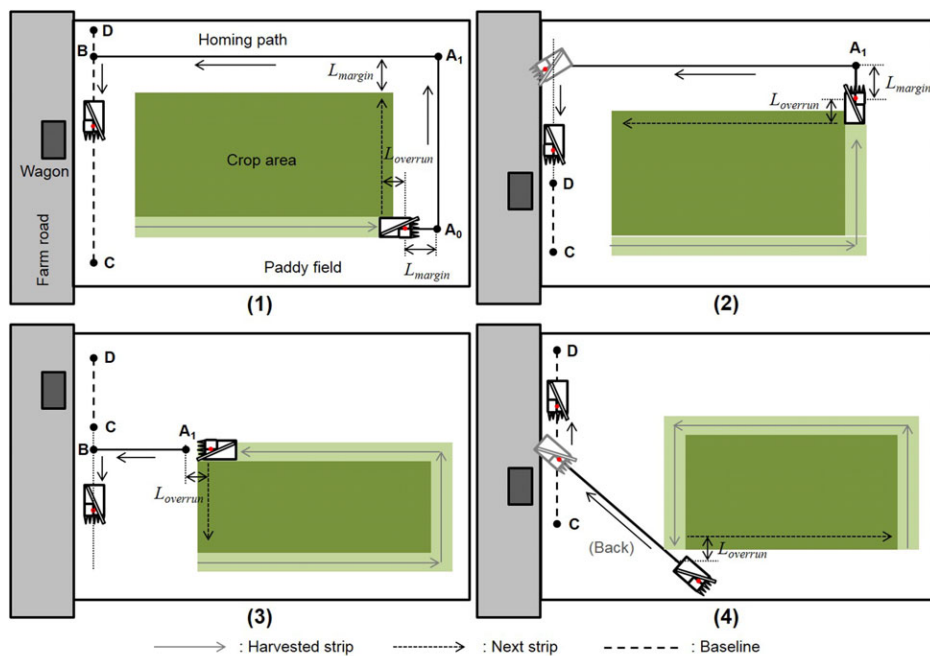 D
B
Homing path
A1
Lmargin
Wagon
Crop area
Loverrun
A0
Farm road
C
Paddy field
Lmargin
(1)
A1
Lmargin
Loverrun
D
C
(2)
D
C
B
A1
Loverrun
(3)
D
C
(Back)
Loverrun
(4)
: Harvested strip : Next strip : Baseline